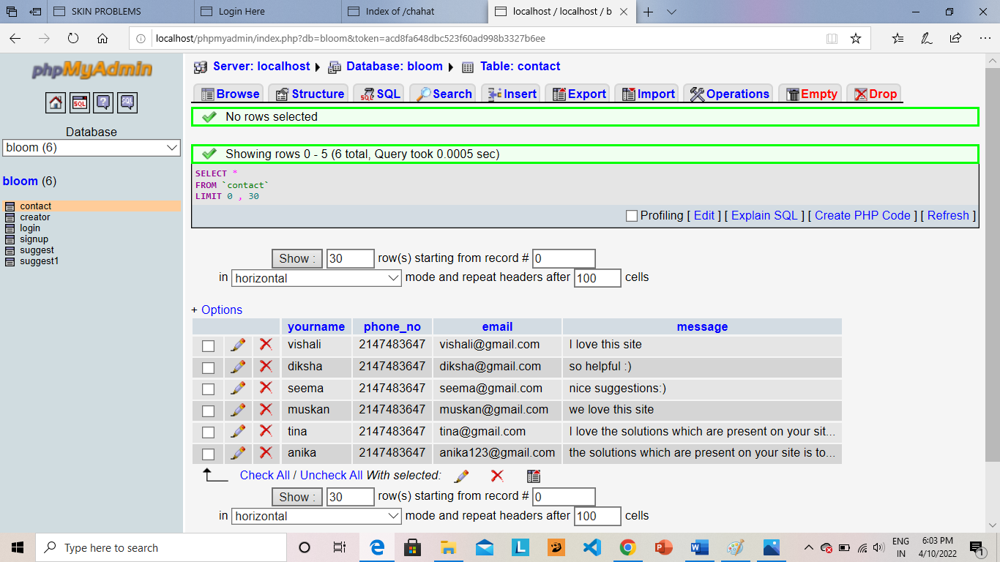 SKIN PROBLEMS
Login Here
Index of /chahat
localhost / localhost / b
localhost/phpmyadmin/index.php?db=bloom&token=acd8fa648dbc523f60ad998b3327b6ee
phpMyAdmin
SQL
SQL
Database
bloom (6)
bloom (6)
contact
creator
login
signup
suggest
suggest1
Server: localhost Database: bloom Table: contact
Browse Structure SQL Search Insert Export Import Operations Empty Drop
No rows selected
Showing rows 0 - 5 (6 total, Query took 0.0005 sec)
SELECT *
FROM `contact`
LIMIT 0 , 30
Profiling [ Edit ] [ Explain SQL ] [ Create PHP Code ] [ Refresh ]
Show : 30 row(s) starting from record # 0
in horizontal mode and repeat headers after 100 cells
+ Options
yourname phone_no email message
vishali 2147483647 vishali@gmail.com I love this site
diksha 2147483647 diksha@gmail.com so helpful :)
seema 2147483647 seema@gmail.com nice suggestions:)
muskan 2147483647 muskan@gmail.com we love this site
tina 2147483647 tina@gmail.com I love the solutions which are present on your sit...
anika 2147483647 anika123@gmail.com the solutions which are present on your site is to...
Check All / Uncheck All With selected:
Show : 30 row(s) starting from record # 0
in horizontal mode and repeat headers after 100 cells
Type here to search
ENG
IN
6:03 PM
4/10/2022
1